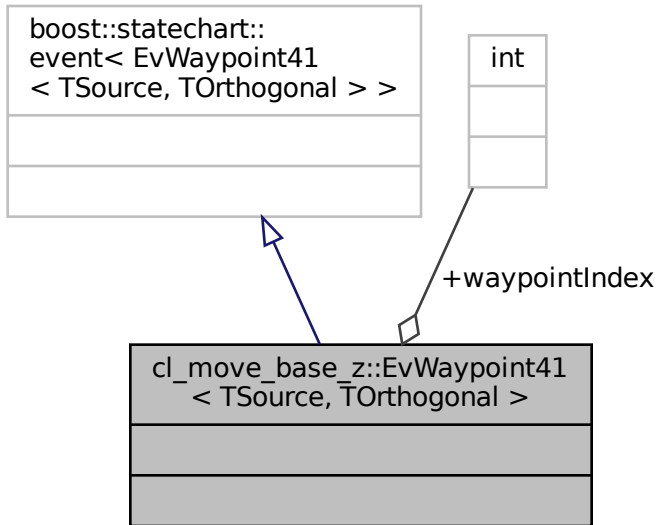 boost::statechart::
event< EvWaypoint41
< TSource, TOrthogonal > >
int
+waypointIndex
cl_move_base_z::EvWaypoint41
< TSource, TOrthogonal >